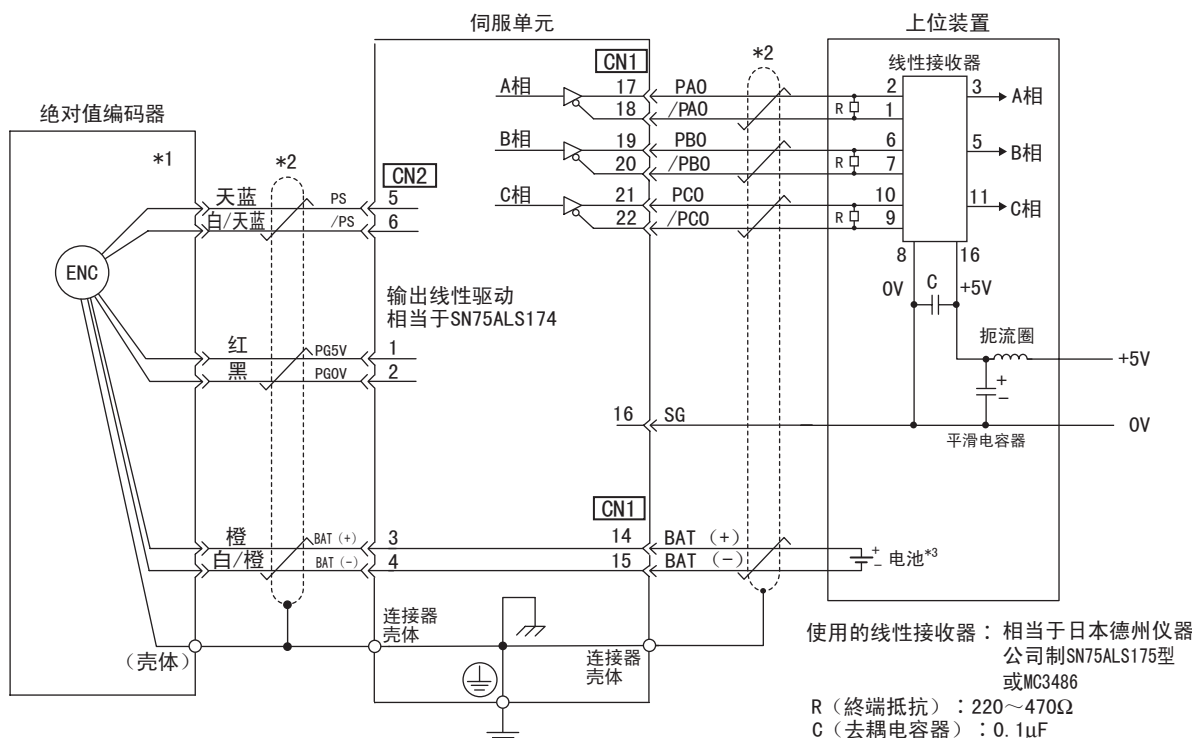 伺服单元
上位装置
绝对值编码器
*1
*2
CN2
天蓝 PS 5
白/天蓝 /PS 6
ENC
红 PG5V 1
黑 PG0V 2
橙 BAT (+) 3
白/橙 BAT (-) 4
(壳体)
连接器
壳体
输出线性驱动
相当于SN75ALS174
CN1
*2
线性接收器
A相 17 PAO R 2 3 A相
18 /PAO 1
B相 19 PBO R 6 5 B相
20 /PBO 7
C相 21 PCO R 10 11 C相
22 /PCO 9
8 16
0V C +5V
扼流圈
+5V
+
-
16 SG 0V
平滑电容器
CN1
14 BAT (+)
15 BAT (-)
+
- 电池*3
连接器
壳体
使用的线性接收器：相当于日本德州仪器
公司制SN75ALS175型
或MC3486
R（終端抵抗）：220～470Ω
C（去耦电容器）：0.1μF